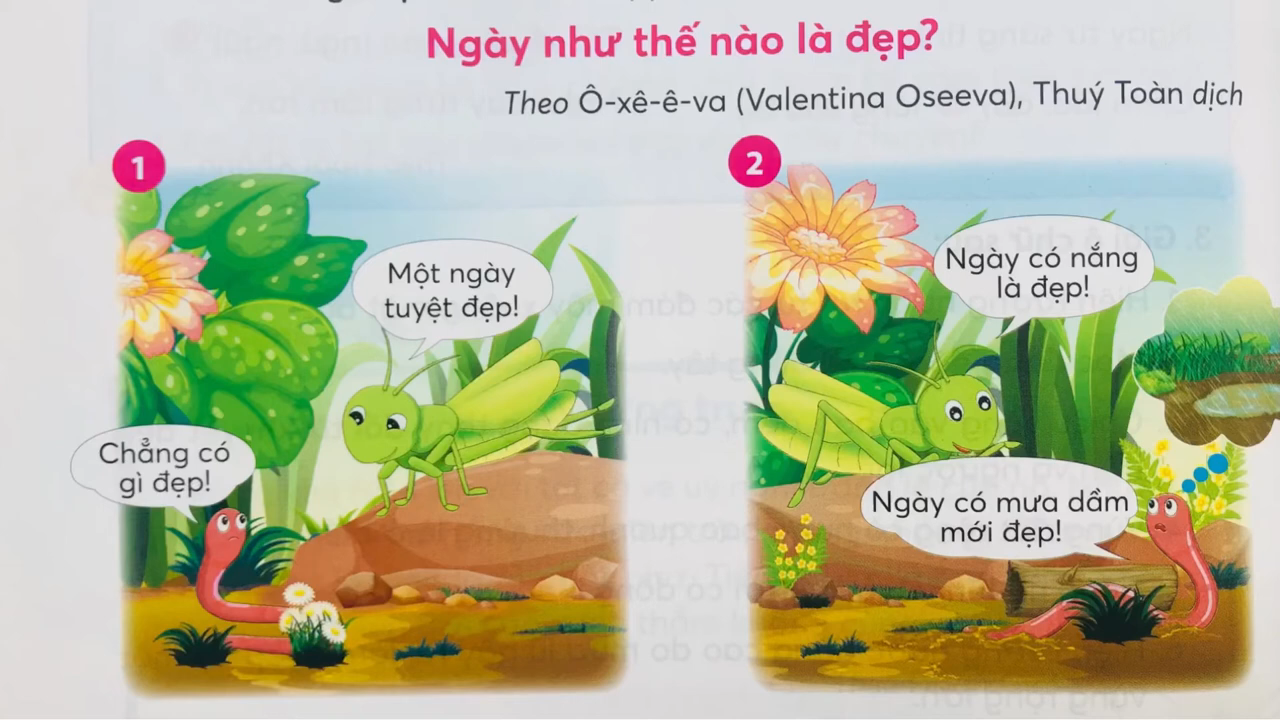 Ngày như thế nào là đẹp?
Theo Ô-xê-ê-va (Valentina Oseeva), Thuý Toàn dịch
1
Một ngày
tuyệt đẹp!
Chẳng có
gì đẹp!
2
Ngày có nắng
là đẹp!
Ngày có mưa dầm
mới đẹp!